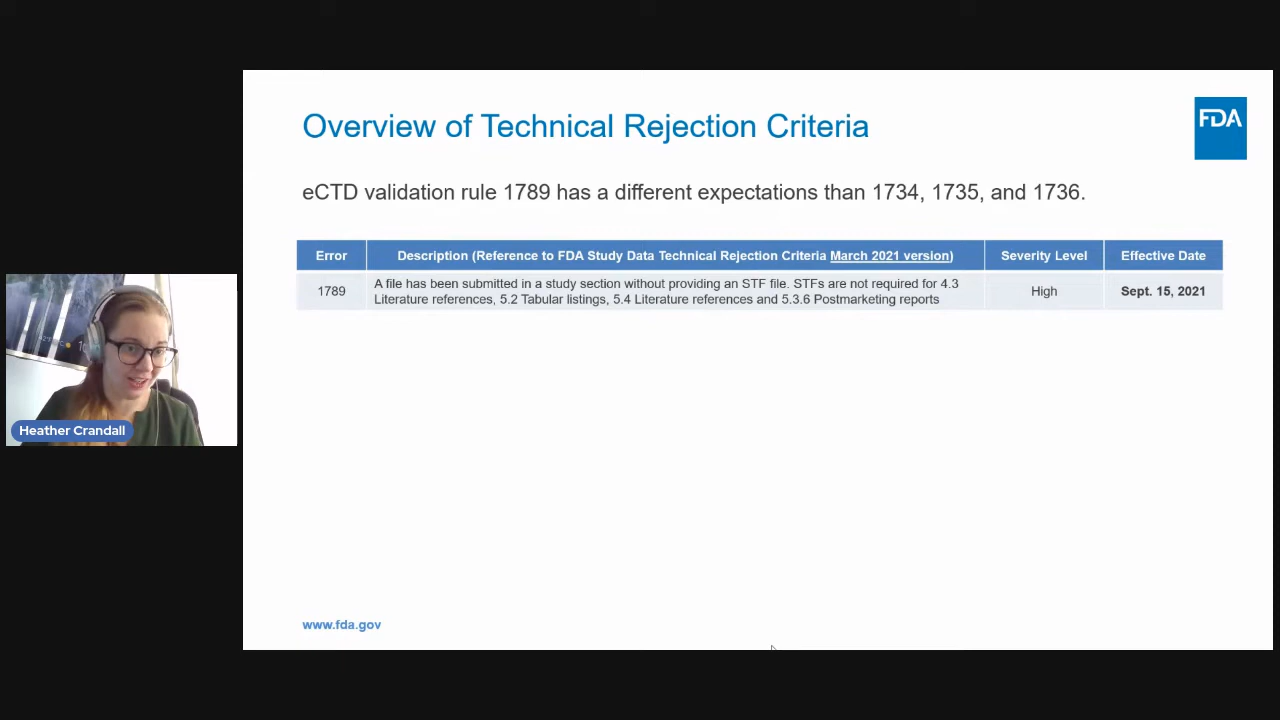 Overview of Technical Rejection Criteria
FDA
eCTD validation rule 1789 has a different expectations than 1734, 1735, and 1736.
Error
Description (Reference to FDA Study Data Technical Rejection Criteria March 2021 version)
Severity Level
Effective Date
1789
A file has been submitted in a study section without providing an STF file. STFs are not required for 4.3
Literature references, 5.2 Tabular listings, 5.4 Literature references and 5.3.6 Postmarketing reports
High
Sept. 15, 2021
Heather Crandall
www.fda.gov